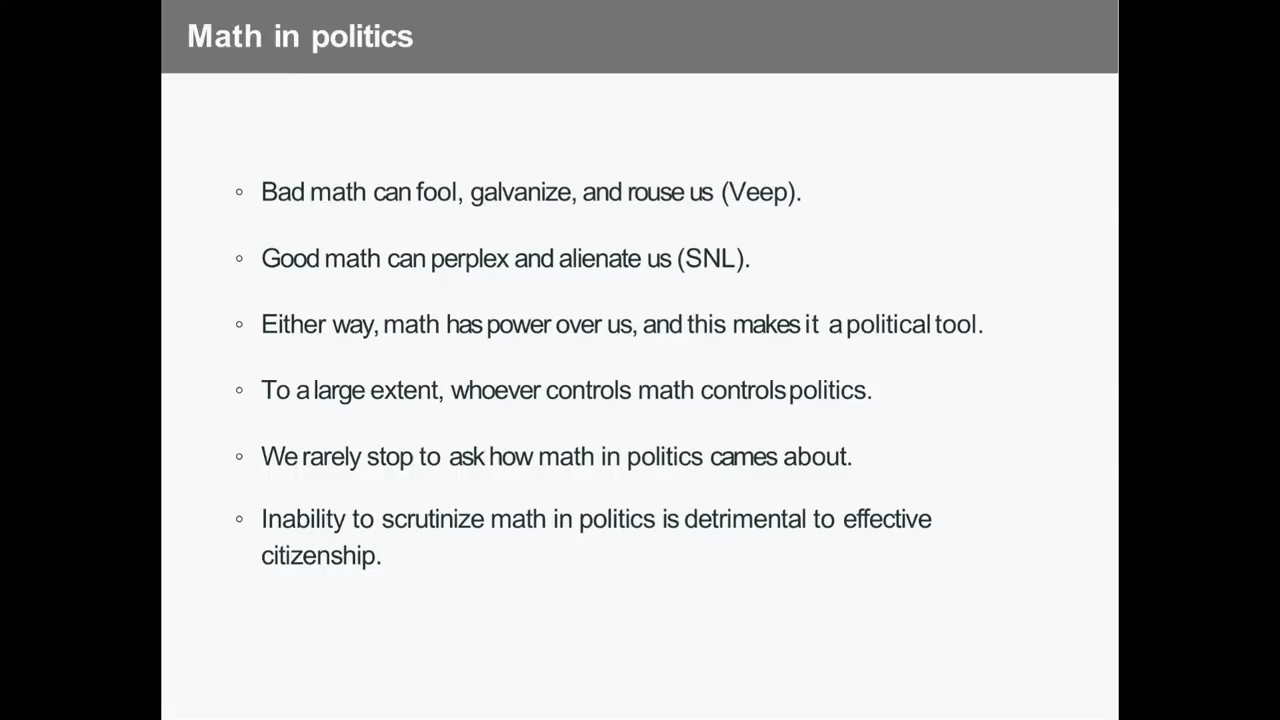 Math in politics
◦ Bad math can fool, galvanize, and rouse us (Veep).
◦ Good math can perplex and alienate us (SNL).
◦ Either way, math has power over us, and this makes it a political tool.
◦ To a large extent, whoever controls math controls politics.
◦ We rarely stop to ask how math in politics cames about.
◦ Inability to scrutinize math in politics is detrimental to effective
citizenship.